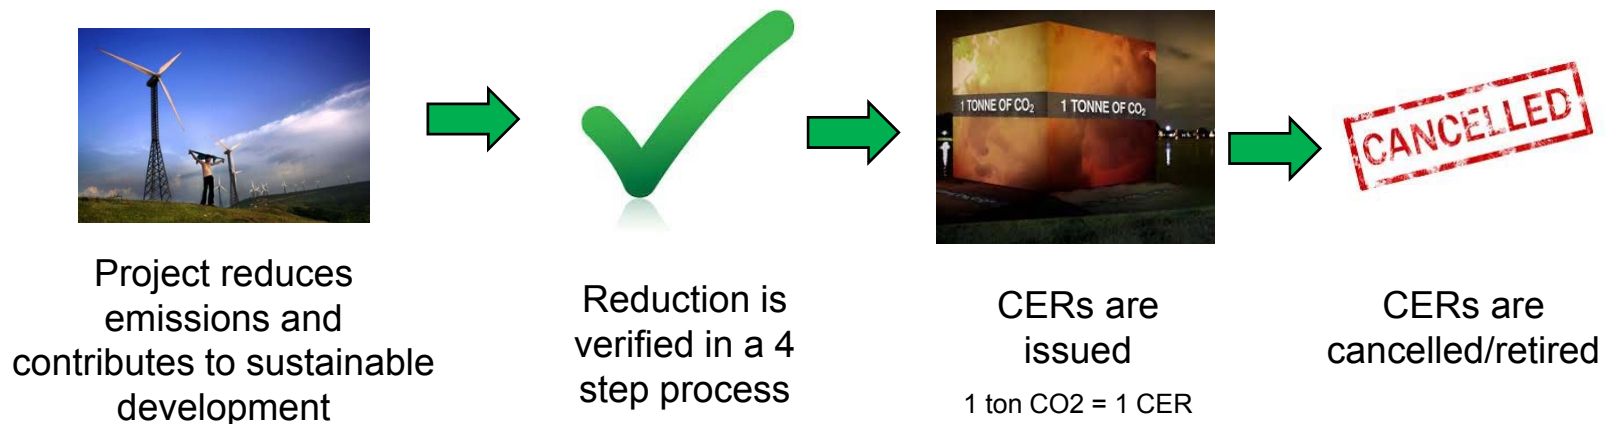 1 TONNE OF CO₂ 1 TONNE OF CO₂
CANCELLED
Project reduces
emissions and
contributes to sustainable
development
Reduction is
verified in a 4
step process
CERs are
issued
1 ton CO2 = 1 CER
CERs are
cancelled/retired